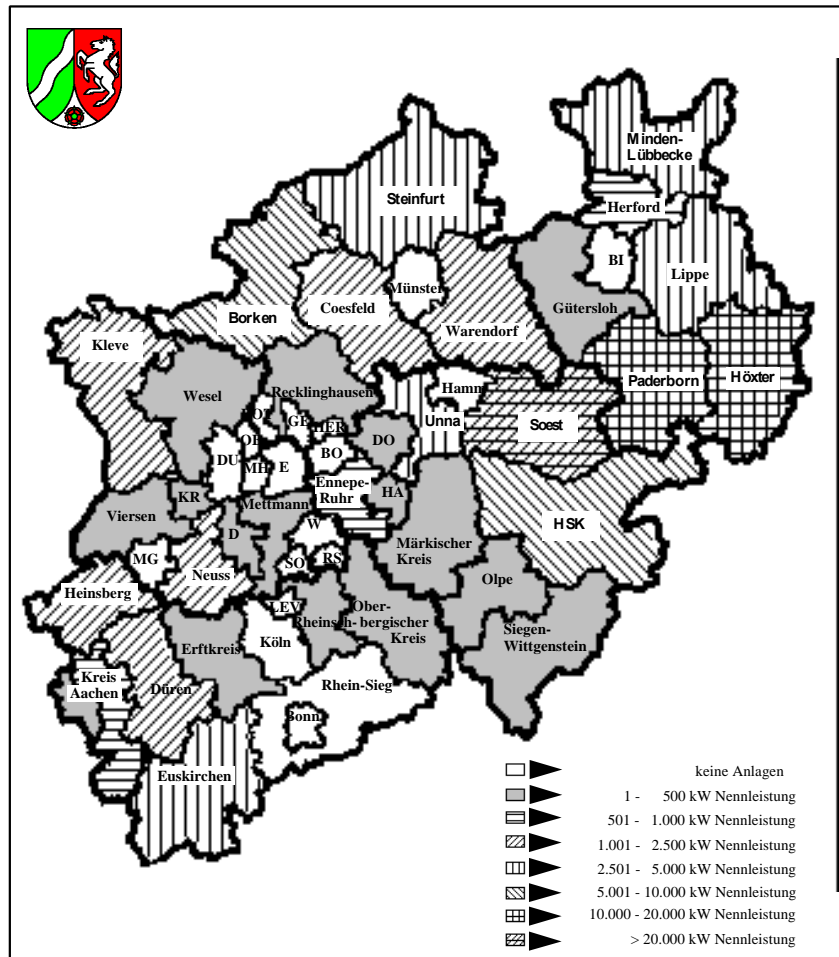 Minden-
Lübbecke
Herford
Steinfurt
BI
Lippe
Münster
Coesfeld
Gütersloh
Borken
Warendorf
Kleve
Paderborn
Höxter
Wesel
Recklinghausen
Hamm
GE
HER
Unna
Soest
DO
BO
DU
MH
E
Ennepe-
Ruhr
HA
KR
Mettmann
Viersen
D
W
HSK
Märkischer
Kreis
MG
SO
RS
Neuss
Olpe
Heinsberg
LEV
Ober-
Rheinsch-bergischer
Kreis
Köln
Erftkreis
Siegen-
Wittgenstein
Kreis
Aachen
Düren
Rhein-Sieg
Bonn
Euskirchen
keine Anlagen
1 - 500 kW Nennleistung
501 - 1.000 kW Nennleistung
1.001 - 2.500 kW Nennleistung
2.501 - 5.000 kW Nennleistung
5.001 - 10.000 kW Nennleistung
10.000 - 20.000 kW Nennleistung
> 20.000 kW Nennleistung